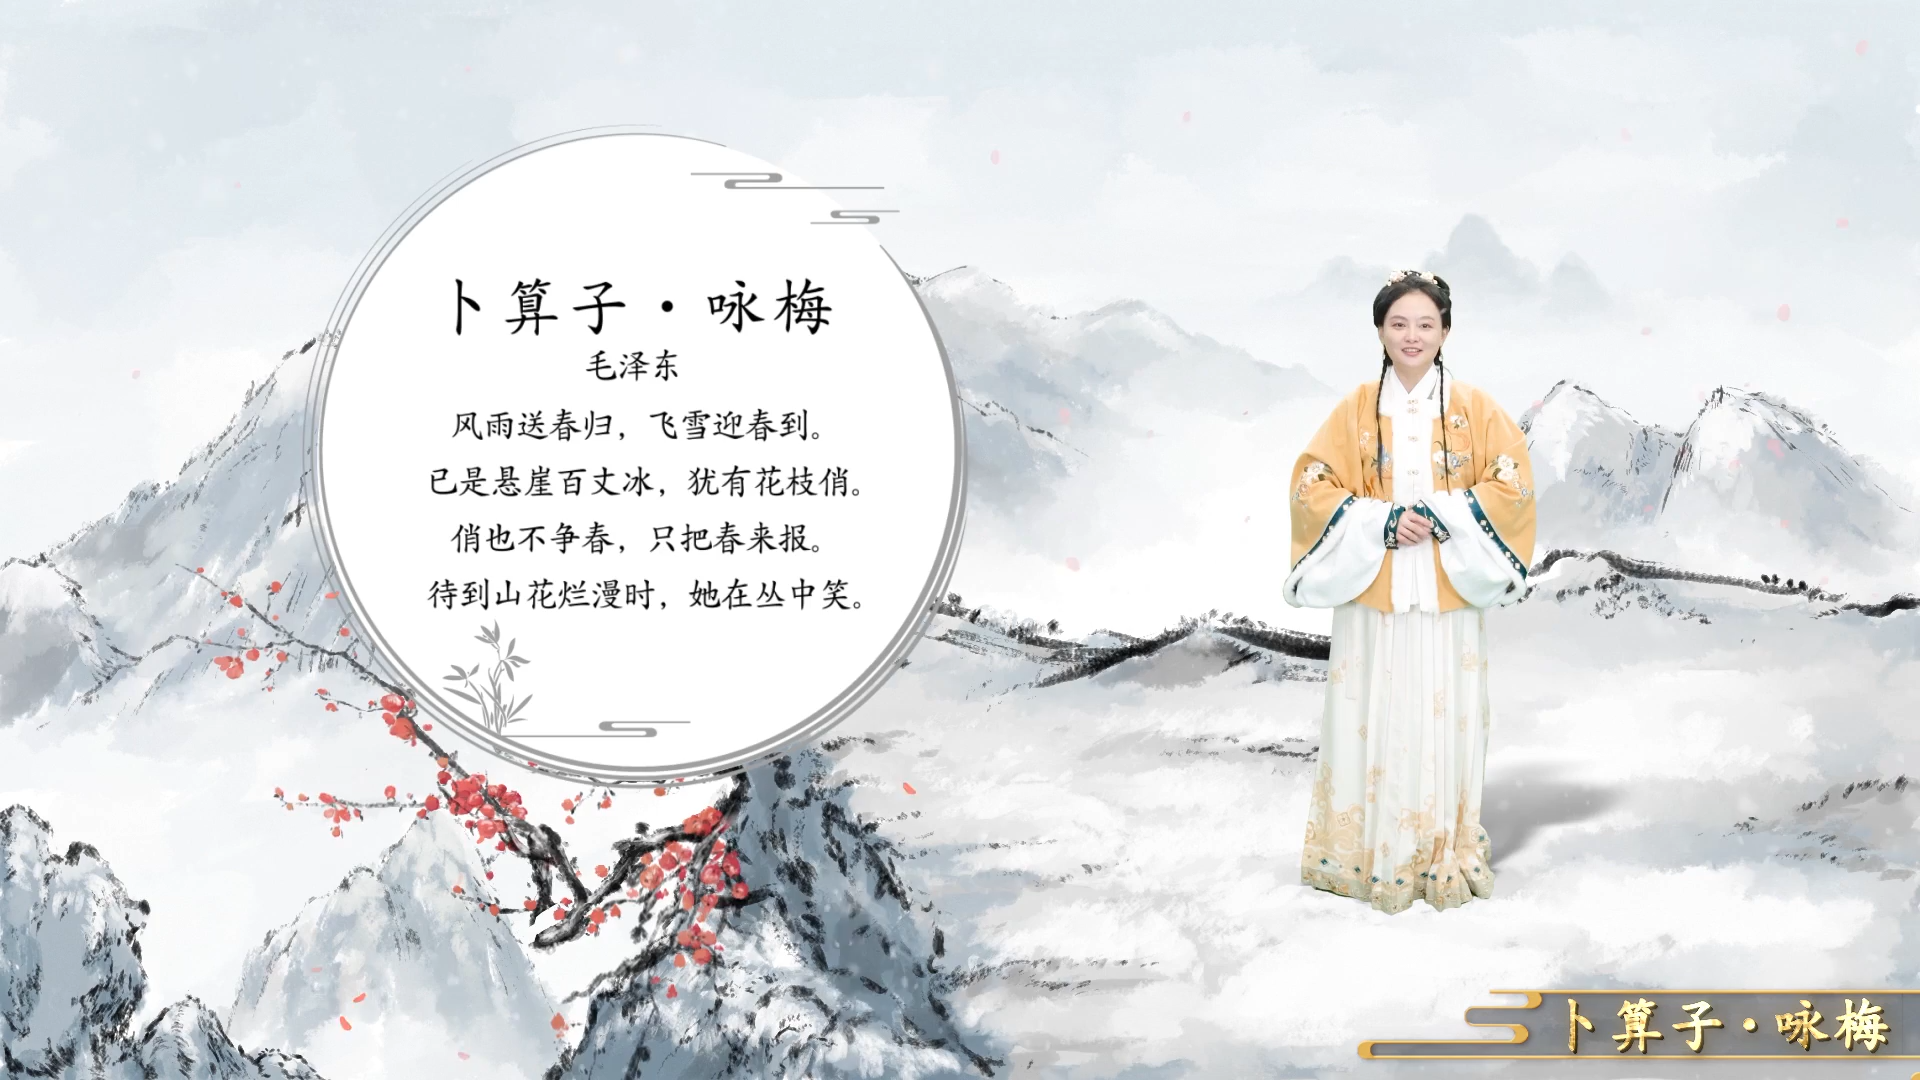 卜算子·咏梅
毛泽东
风雨送春归，飞雪迎春到。
已是悬崖百丈冰，犹有花枝俏。
俏也不争春，只把春来报。
待到山花烂漫时，她在丛中笑。
卜算子·咏梅